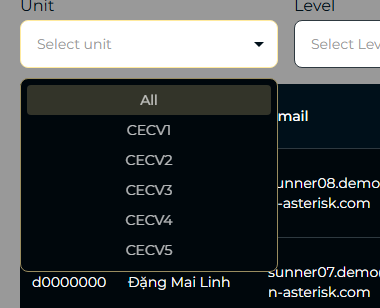 Unit
Level
Select unit
Select Lev
All
mail
CECV1
CECV2
CECV3
CECV4
CECV5
sunner08.demo
n-asterisk.com
d0000000
Đặng Mai Linh
sunner07.demo
n-asterisk.com